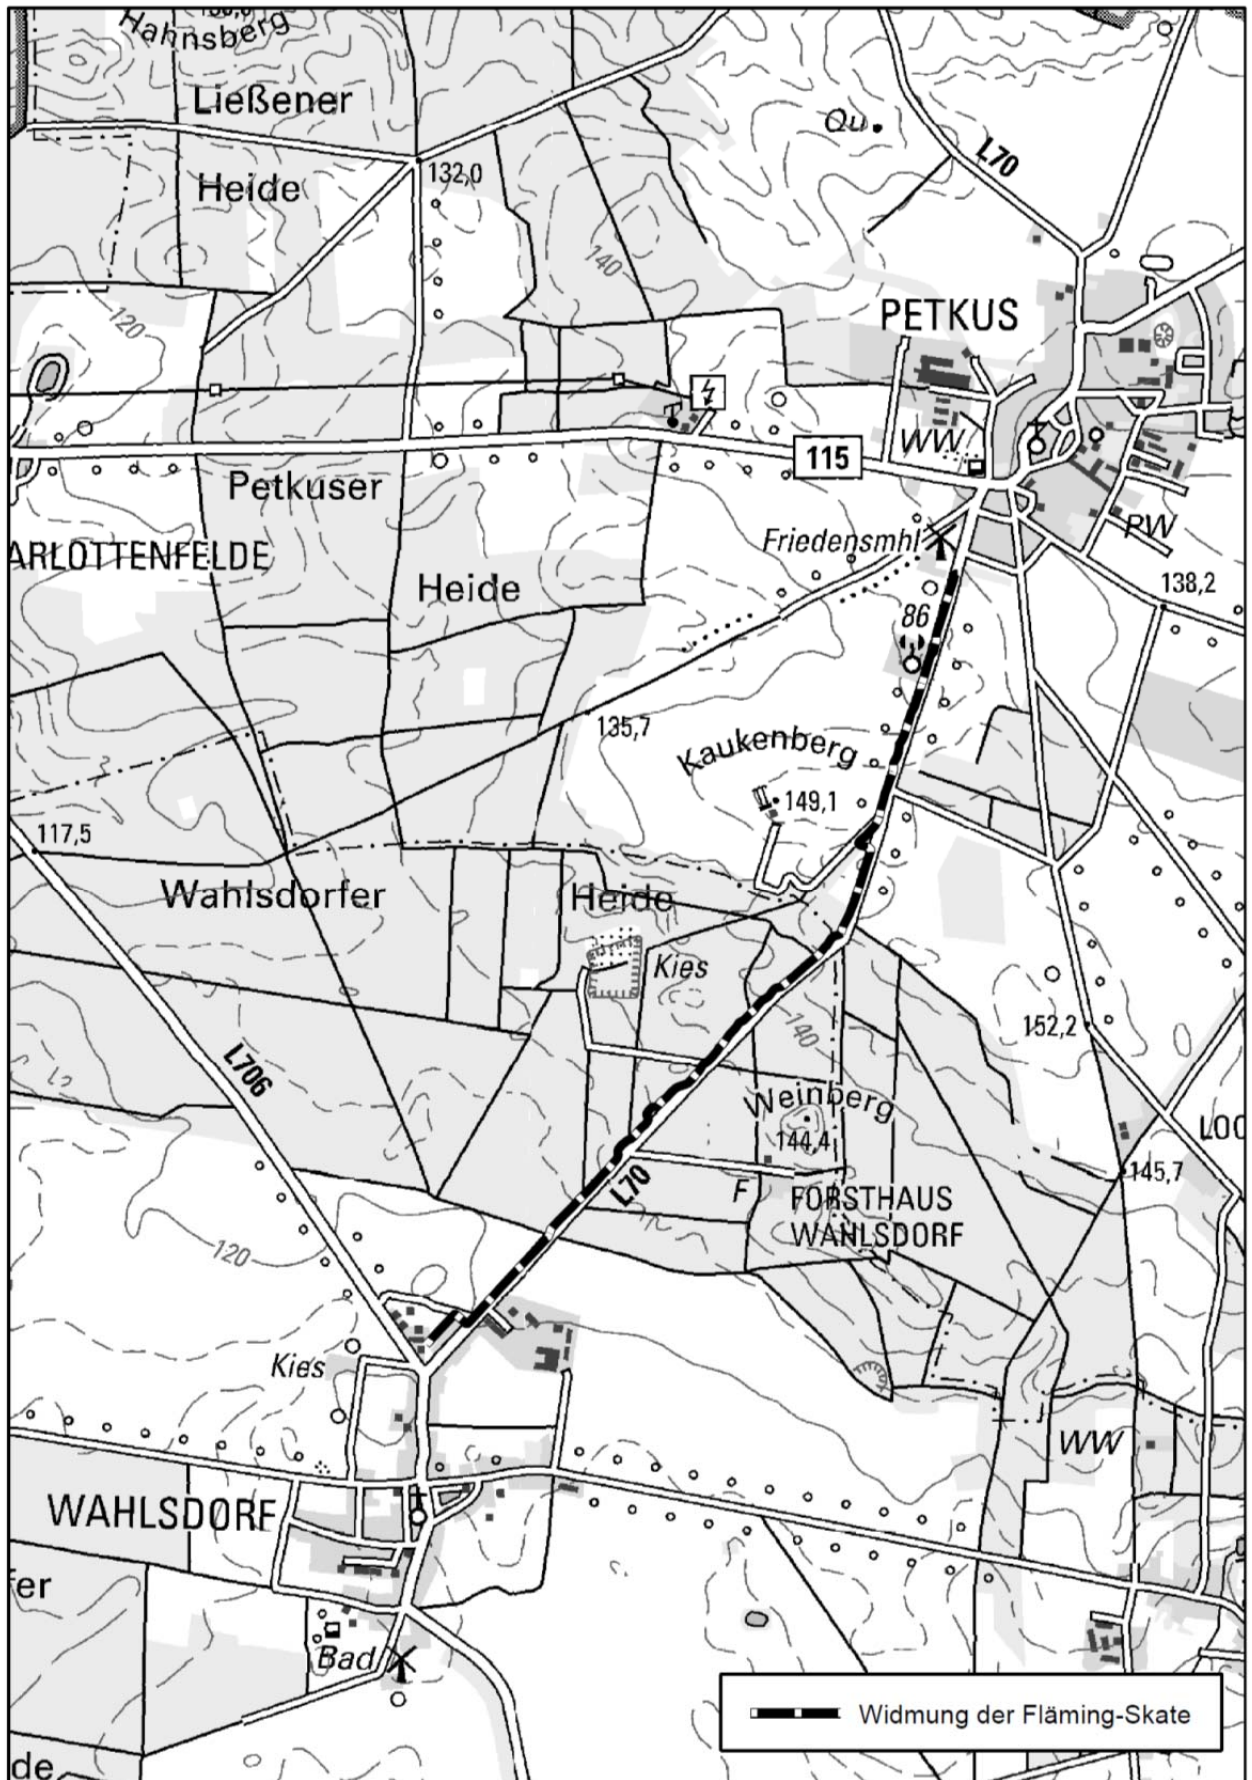 Hahnsberg
Ließener
Heide
132,0
Qu.
L70
140
120
PETKUS
115
WW
Petkuser
Heide
ARLOTTENFELDE
Friedensmhl
PW
138,2
86
135,7
Kaukenberg
149,1
117,5
Wahlsdorfer
Heide
Kies
140
152,2
L706
Weinberg
144,4
LOC
145,7
L70
F
FORSTHAUS
WAHLSDORF
120
Kies
WW
WAHLSDORF
fer
Bad
de
Widmung der Fläming-Skate